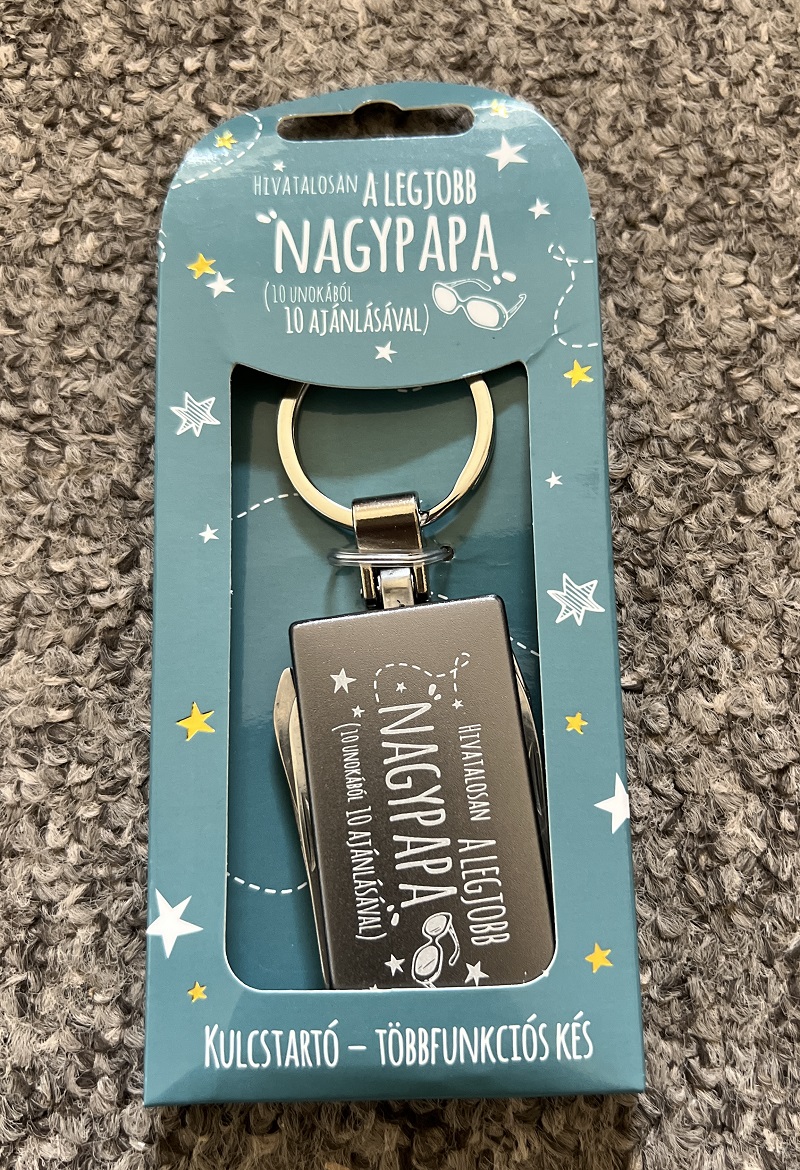 HIVATALOSAN A LEGJOBB
NAGYPAPA
(10 UNOKÁBÓL
10 AJÁNLÁSÁVAL)
HIVATALOSAN A LEGJOBB
NAGYPAPA
(10 UNOKÁBÓL 10 AJÁNLÁSÁVAL)
KULCSTARTÓ – TÖBBFUNKCIÓS KÉS